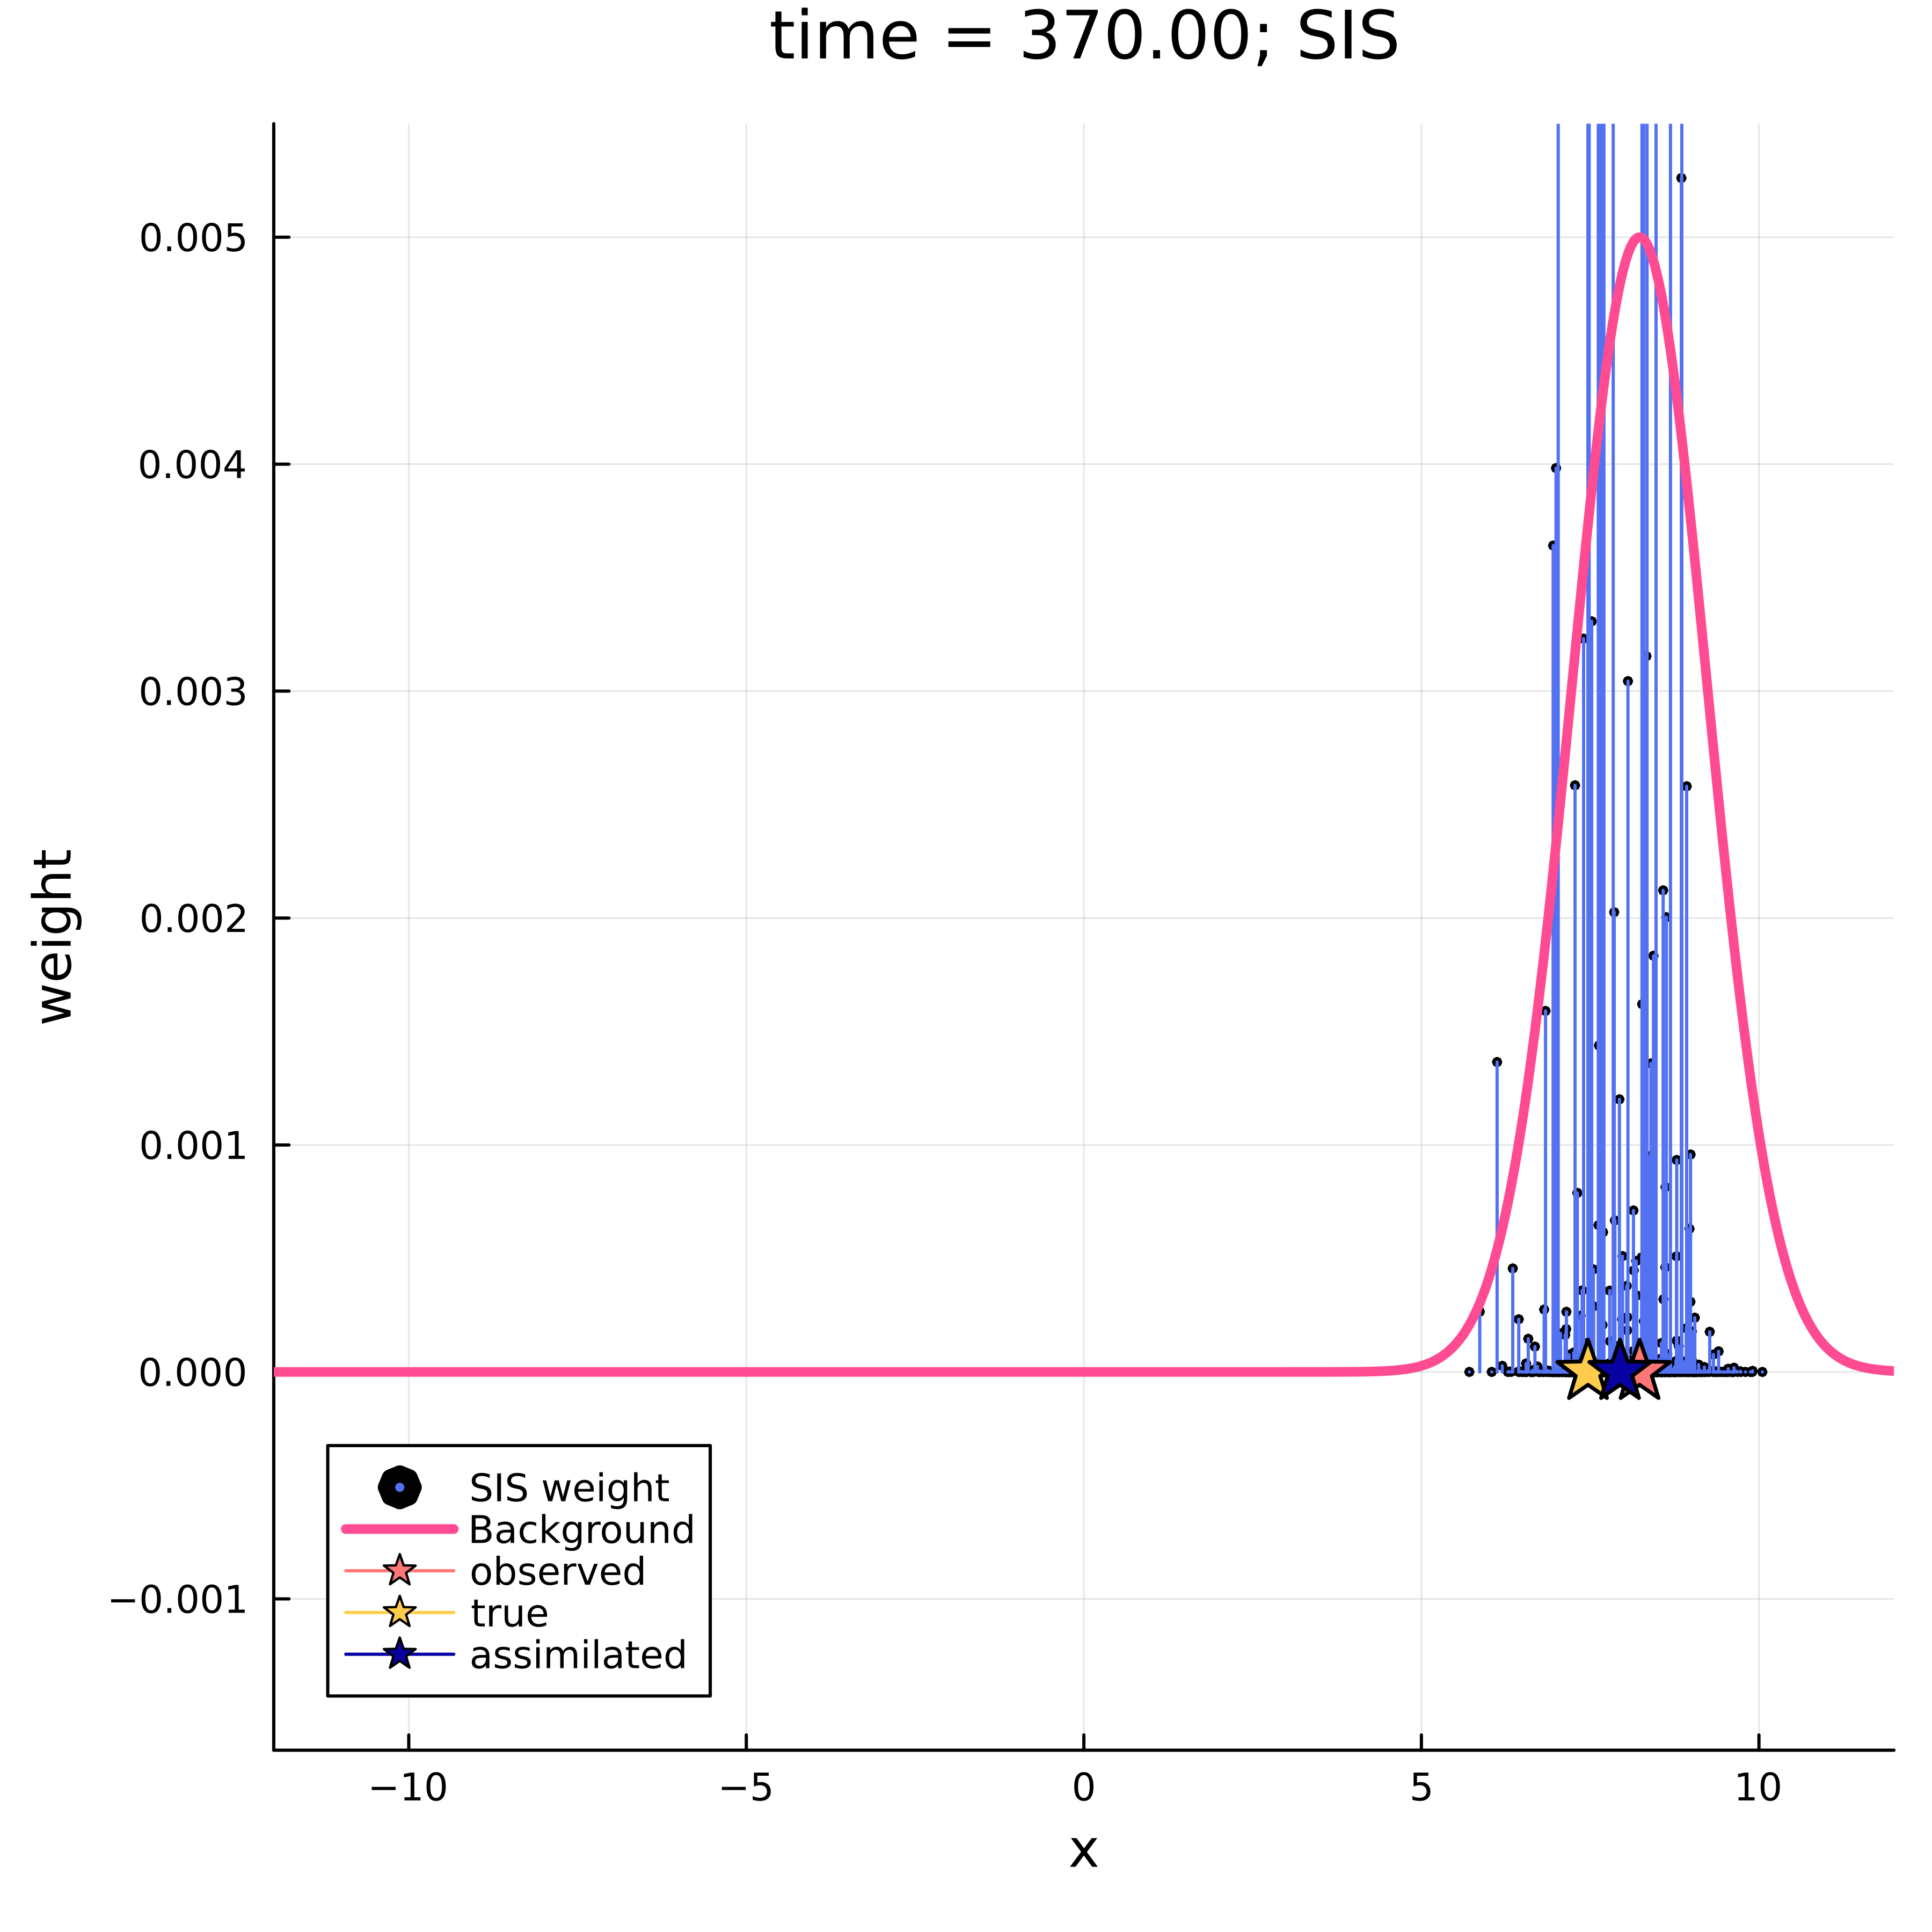 time = 370.00; SIS
weight
0.005
0.004
0.003
0.002
0.001
0.000
−0.001
SIS weight
Background
observed
true
assimilated
−10 −5 0 5 10
x